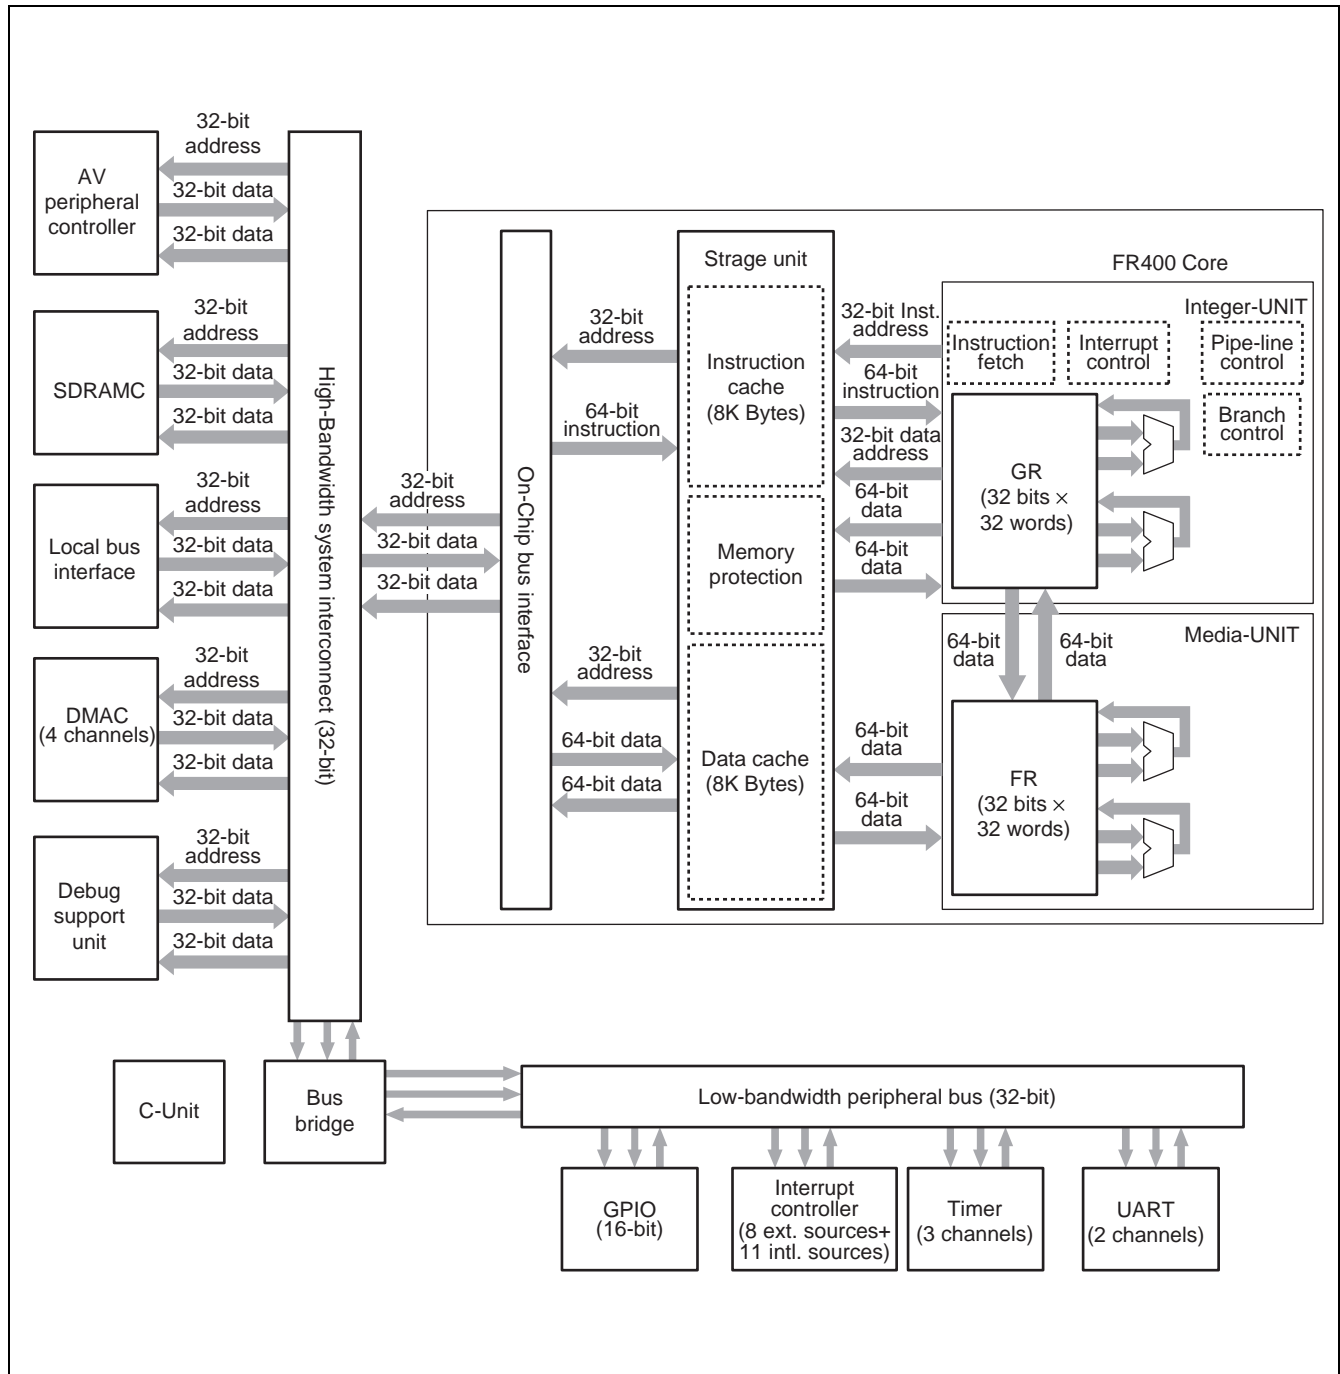 32-bit
address
AV
peripheral
controller
32-bit data
32-bit data
32-bit
address
SDRAMC
32-bit data
32-bit data
32-bit
address
Local bus
interface
32-bit data
32-bit data
32-bit
address
DMAC
(4 channels)
32-bit data
32-bit data
32-bit
address
Debug
support
unit
32-bit data
32-bit data
High-Bandwidth system interconnect (32-bit)
32-bit
address
32-bit data
32-bit data
On-Chip bus interface
32-bit
address
64-bit
instruction
32-bit
address
64-bit data
64-bit data
Strage unit
Instruction
cache
(8K Bytes)
Memory
protection
Data cache
(8K Bytes)
FR400 Core
32-bit Inst.
address
64-bit
instruction
32-bit data
address
64-bit
data
64-bit
data
64-bit
data
64-bit
data
Integer-UNIT
Instruction
fetch
Interrupt
control
Pipe-line
control
Branch
control
GR
(32 bits ×
32 words)
Media-UNIT
64-bit
data
64-bit
data
FR
(32 bits ×
32 words)
C-Unit
Bus
bridge
Low-bandwidth peripheral bus (32-bit)
GPIO
(16-bit)
Interrupt
controller
(8 ext. sources+
11 intl. sources)
Timer
(3 channels)
UART
(2 channels)